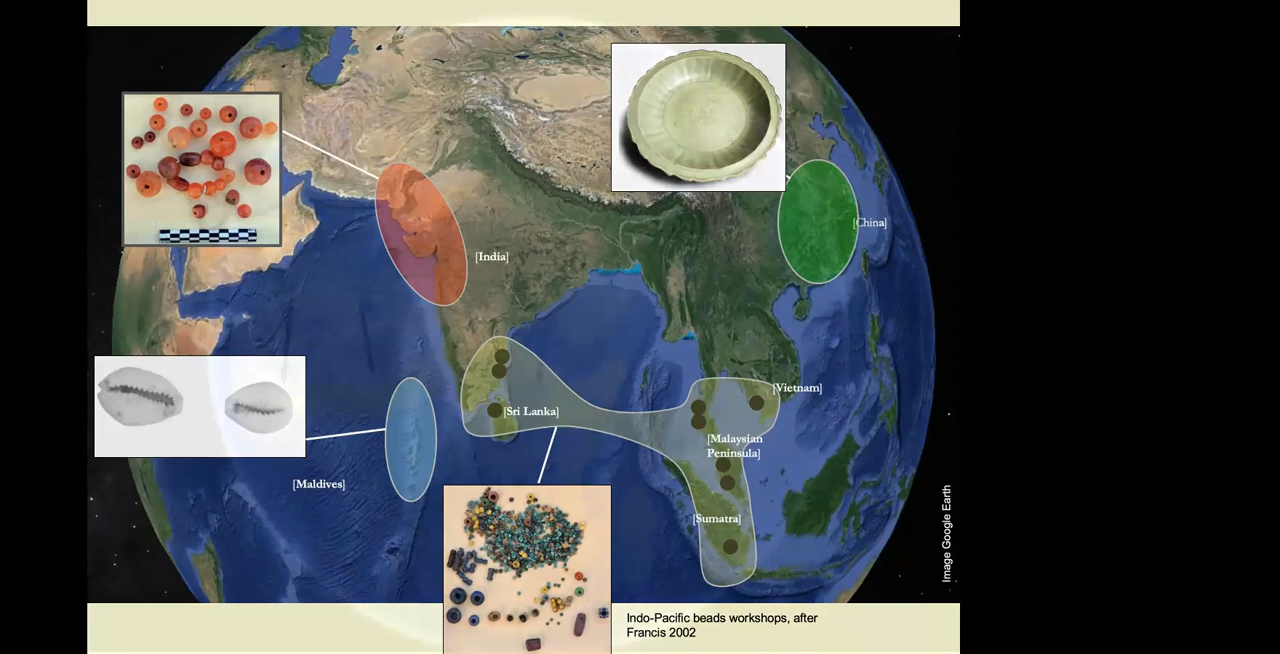 [China]
[India]
[Vietnam]
[Sri Lanka]
[Malaysian
Peninsula]
[Maldives]
[Sumatra]
Image Google Earth
Indo-Pacific beads workshops, after
Francis 2002